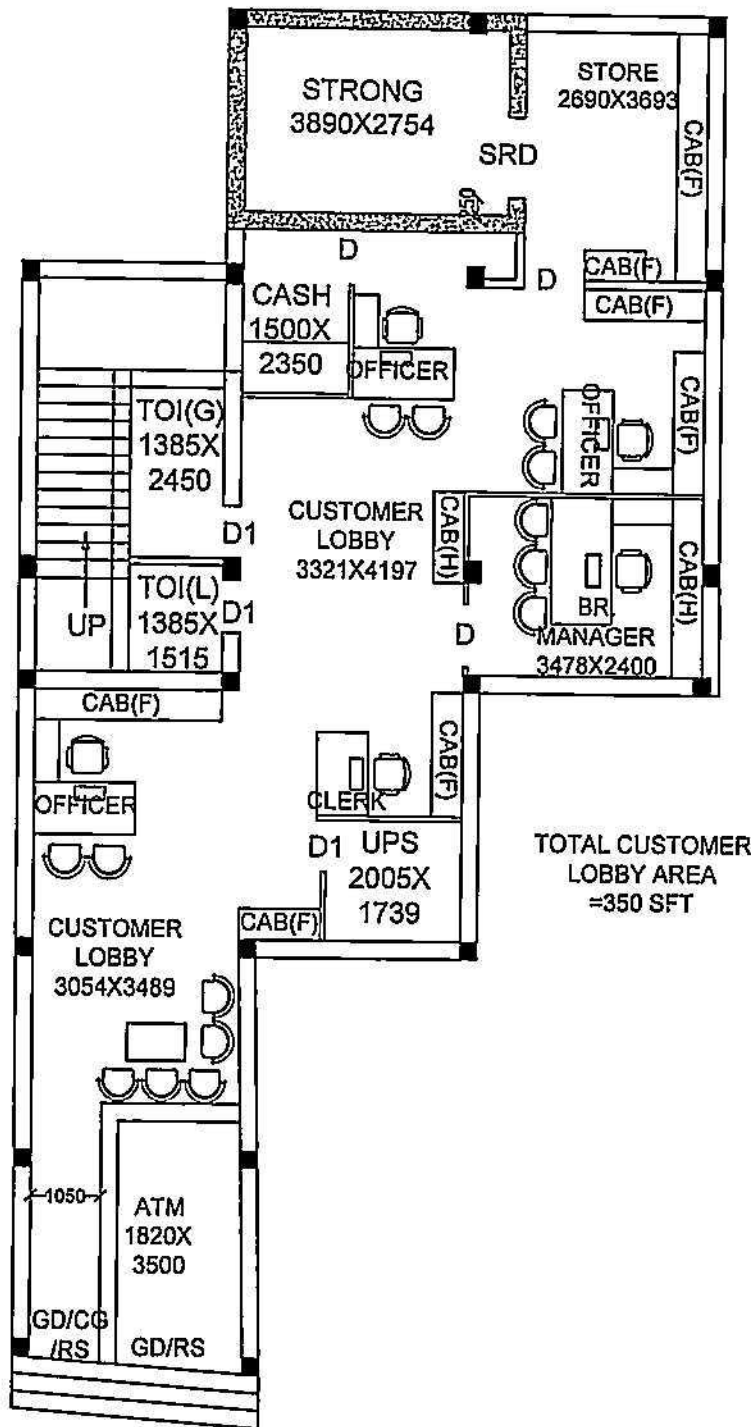 STRONG
3890X2754
STORE
2690X3693
CAB(F)
SRD
250
D
D
CAB(F)
CAB(F)
CASH
1500X
2350
OFFICER
OFFICER
CAB(F)
TOI(G)
1385X
2450
D1
CUSTOMER
LOBBY
3321X4197
CAB(H)
CAB(H)
UP
TOI(L)
1385X
1515
D1
D
BR.
MANAGER
3478X2400
CAB(F)
CAB(F)
OFFICER
CLERK
D1
UPS
2005X
1739
TOTAL CUSTOMER
LOBBY AREA
=350 SFT
CAB(F)
CUSTOMER
LOBBY
3054X3489
1050
ATM
1820X
3500
GD/CG
/RS
GD/RS